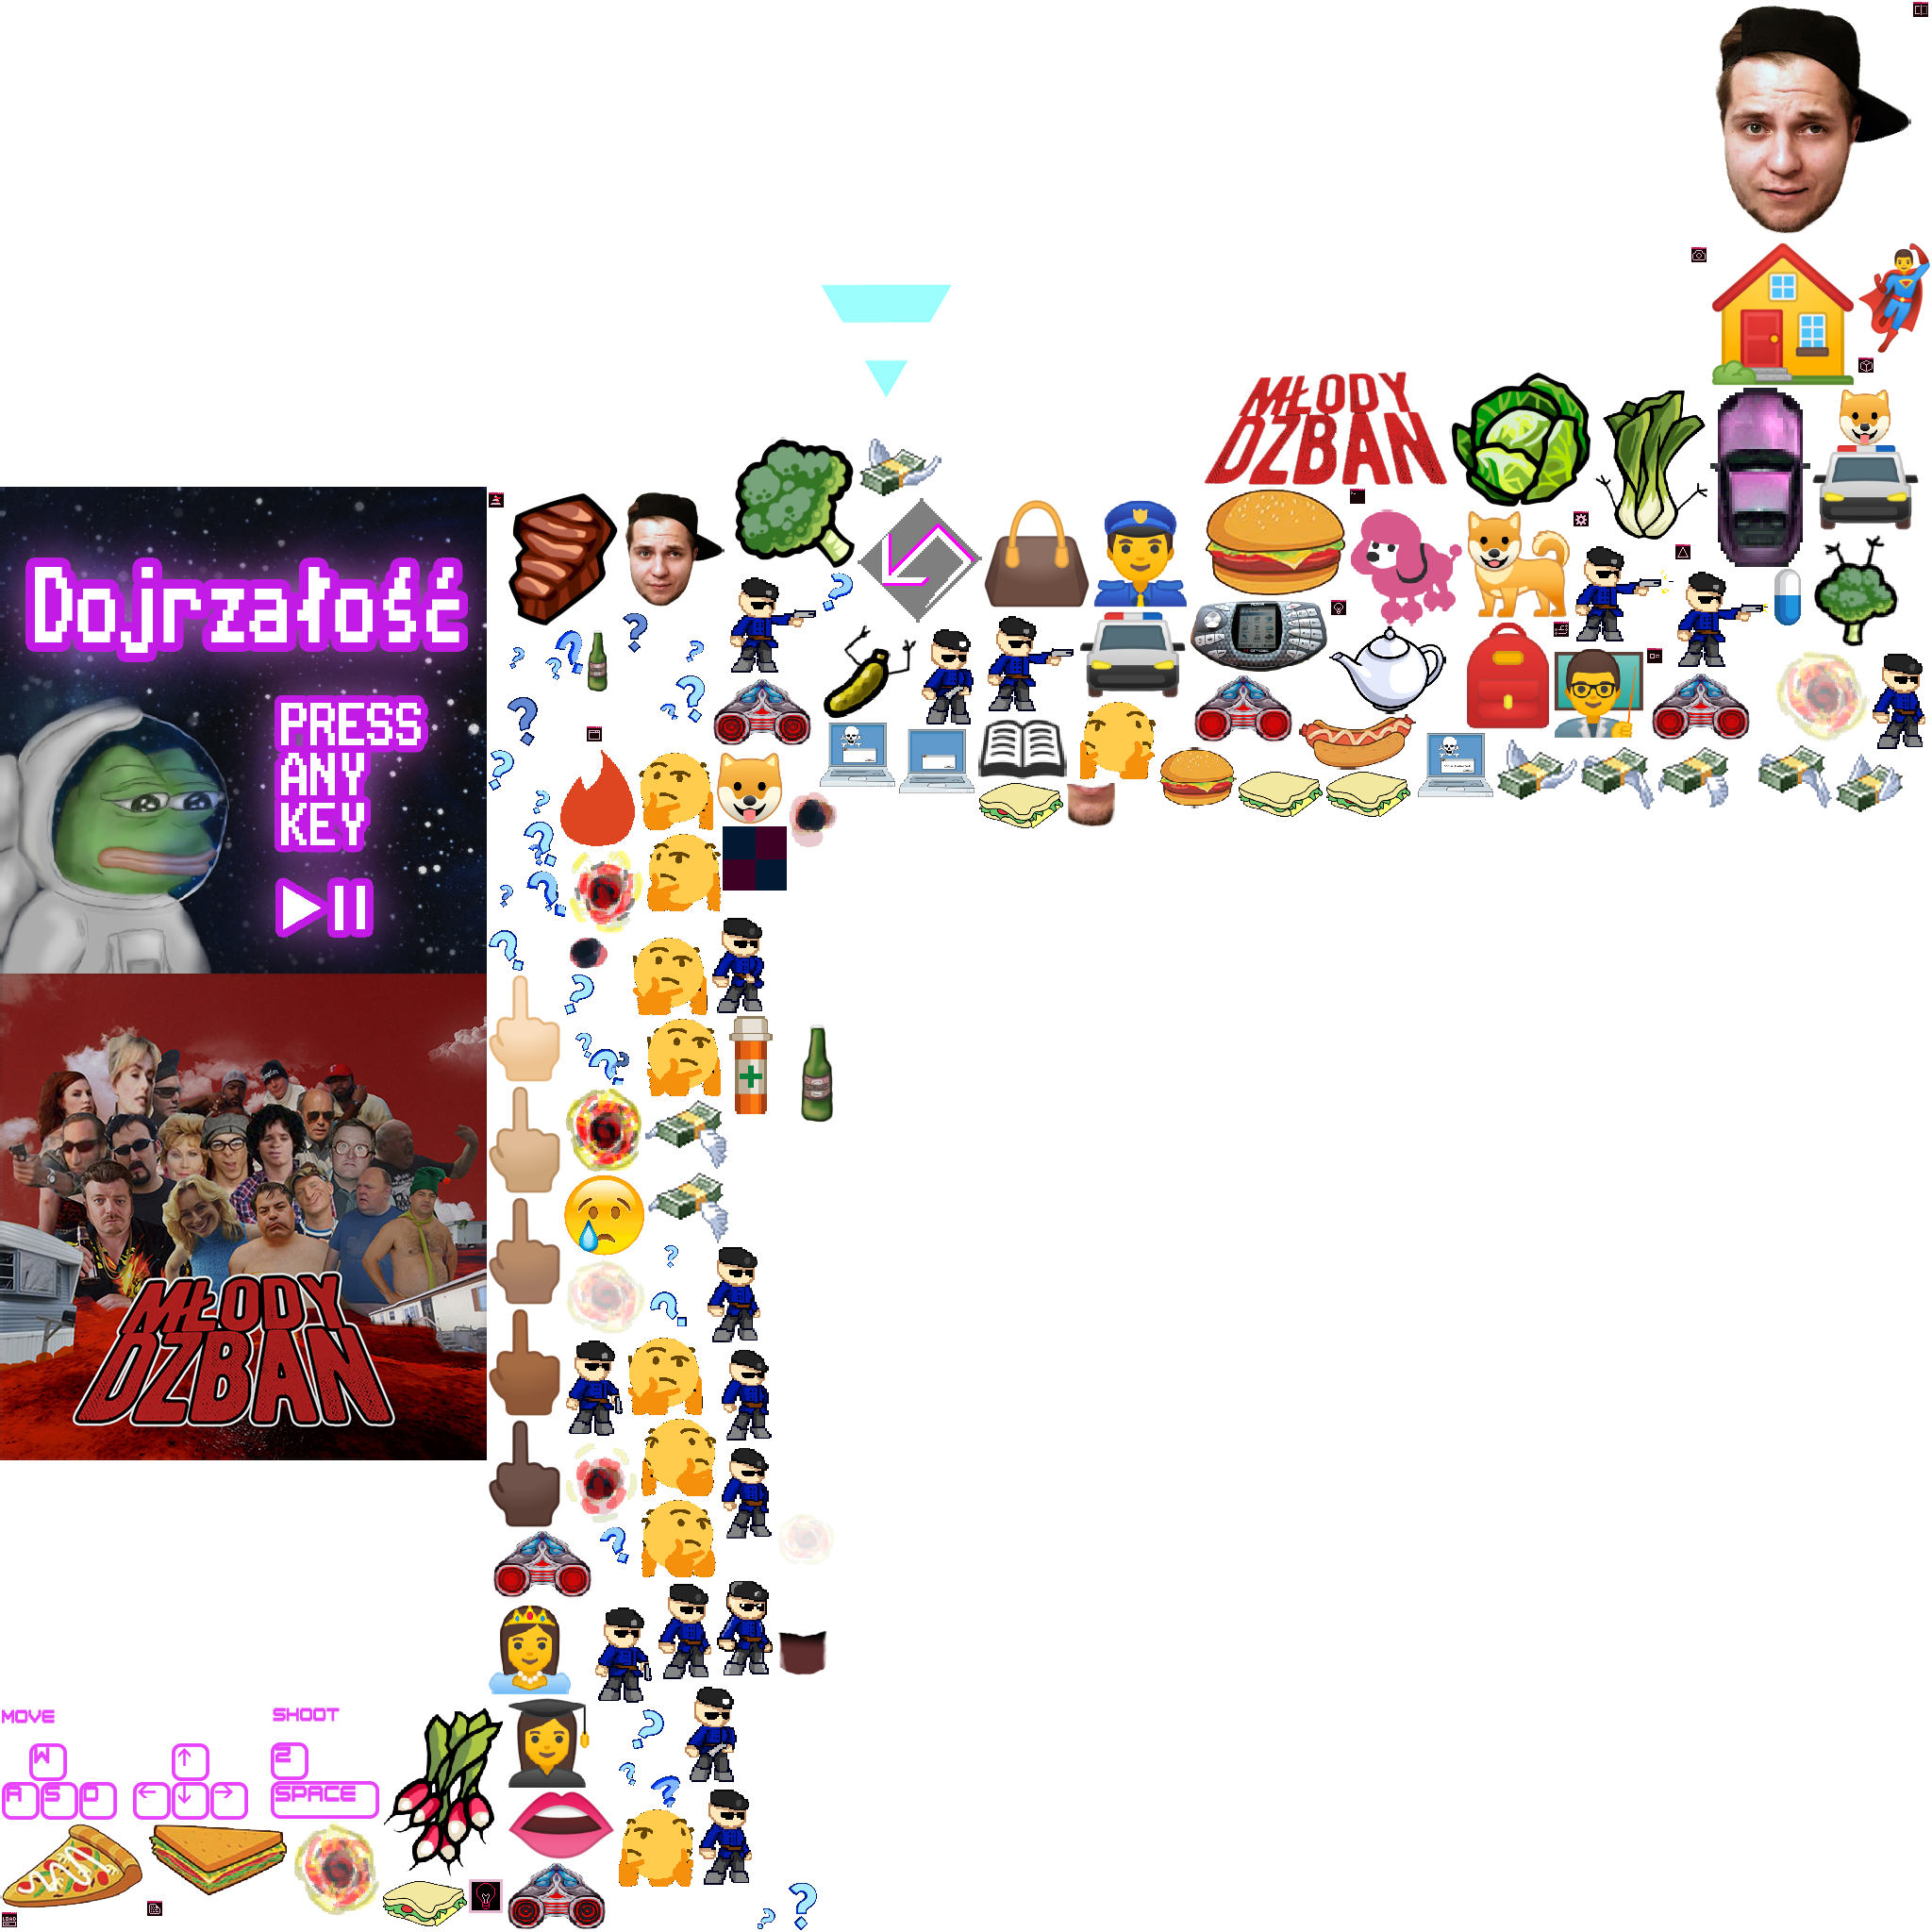 MŁODY
DZBAN
Dojrzałość
PRESS
ANY
KEY
MŁODY
DZBAN
MOVE
SHOOT
W
↑
Z
A S D
← ↓ →
SPACE